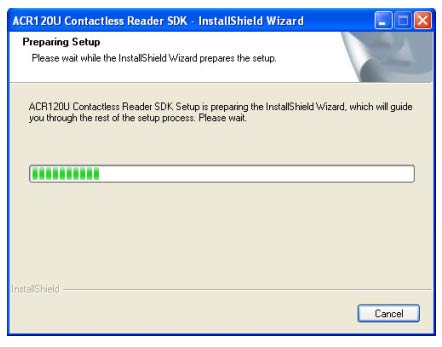 ACR120U Contactless Reader SDK - InstallShield Wizard
Preparing Setup
Please wait while the InstallShield Wizard prepares the setup.
ACR120U Contactless Reader SDK Setup is preparing the InstallShield Wizard, which will guide
you through the rest of the setup process. Please wait.
InstallShield
Cancel